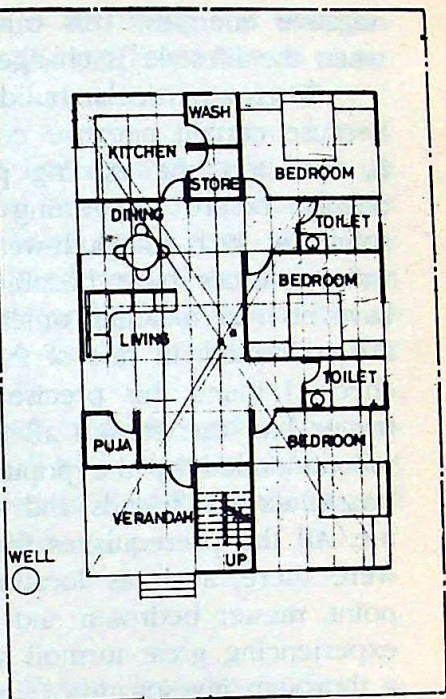 WASH
KITCHEN
STORE
BEDROOM
DINING
TOILET
BEDROOM
LIVING
TOILET
PUJA
BEDROOM
VERANDAH
UP
WELL